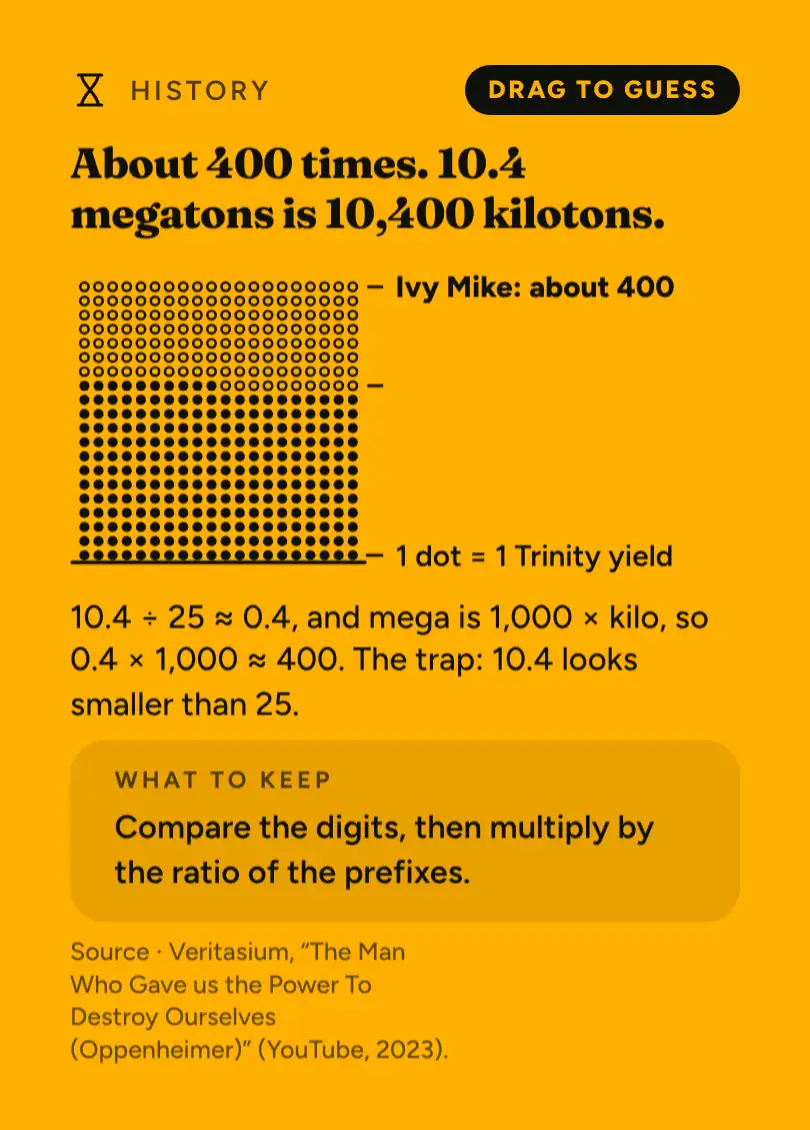 HISTORY
DRAG TO GUESS
About 400 times. 10.4
megatons is 10,400 kilotons.
Ivy Mike: about 400
1 dot = 1 Trinity yield
10.4 ÷ 25 ≈ 0.4, and mega is 1,000 × kilo, so
0.4 × 1,000 ≈ 400. The trap: 10.4 looks
smaller than 25.
WHAT TO KEEP
Compare the digits, then multiply by
the ratio of the prefixes.
Source · Veritasium, “The Man
Who Gave us the Power To
Destroy Ourselves
(Oppenheimer)” (YouTube, 2023).